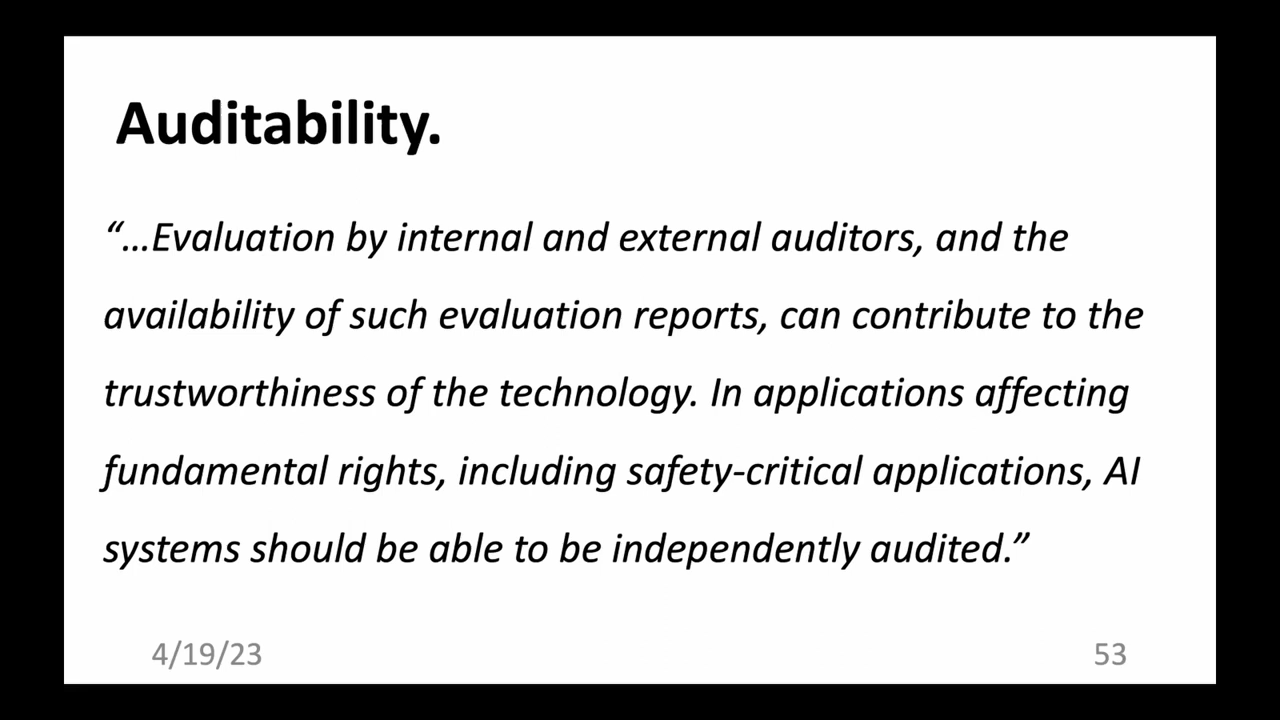 Auditability.
“…Evaluation by internal and external auditors, and the
availability of such evaluation reports, can contribute to the
trustworthiness of the technology. In applications affecting
fundamental rights, including safety-critical applications, AI
systems should be able to be independently audited.”
4/19/23
53